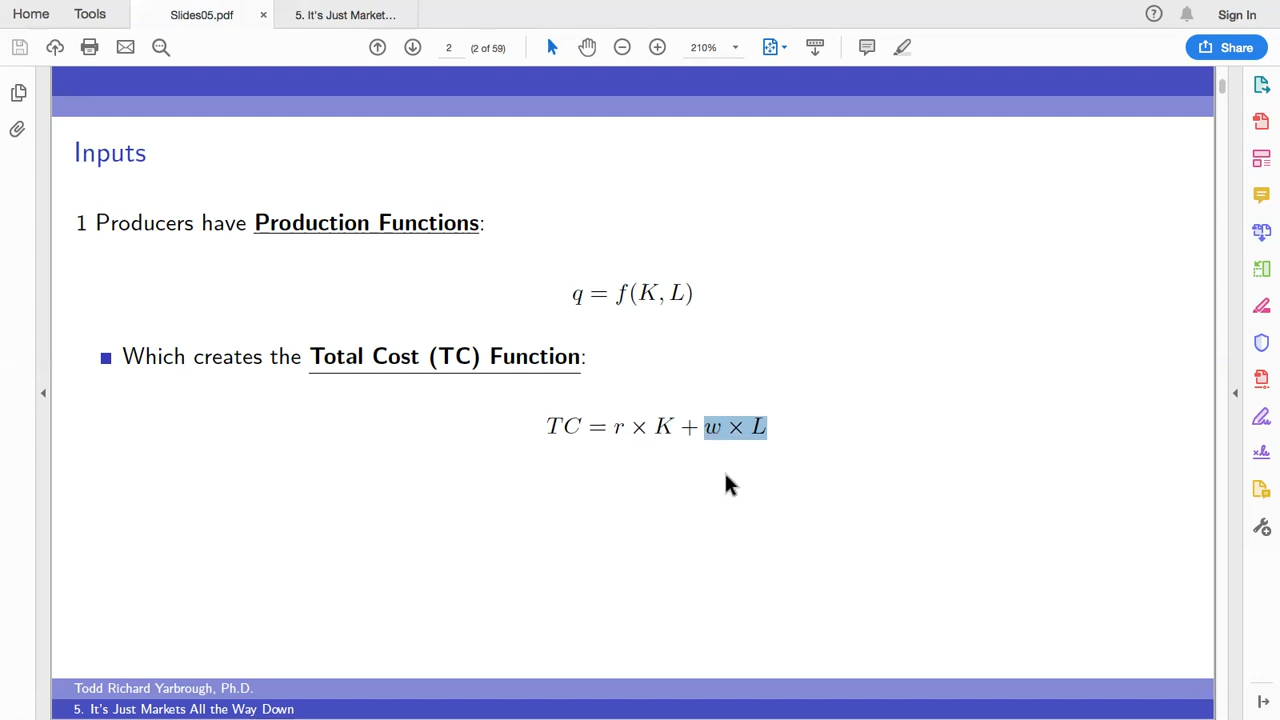 Home Tools Slides05.pdf × 5. It's Just Market... ? Sign In
2 (2 of 59) 210% Share
Inputs
1 Producers have Production Functions:
q = f(K, L)
Which creates the Total Cost (TC) Function:
TC = r × K + w × L
Todd Richard Yarbrough, Ph.D.
5. It's Just Markets All the Way Down